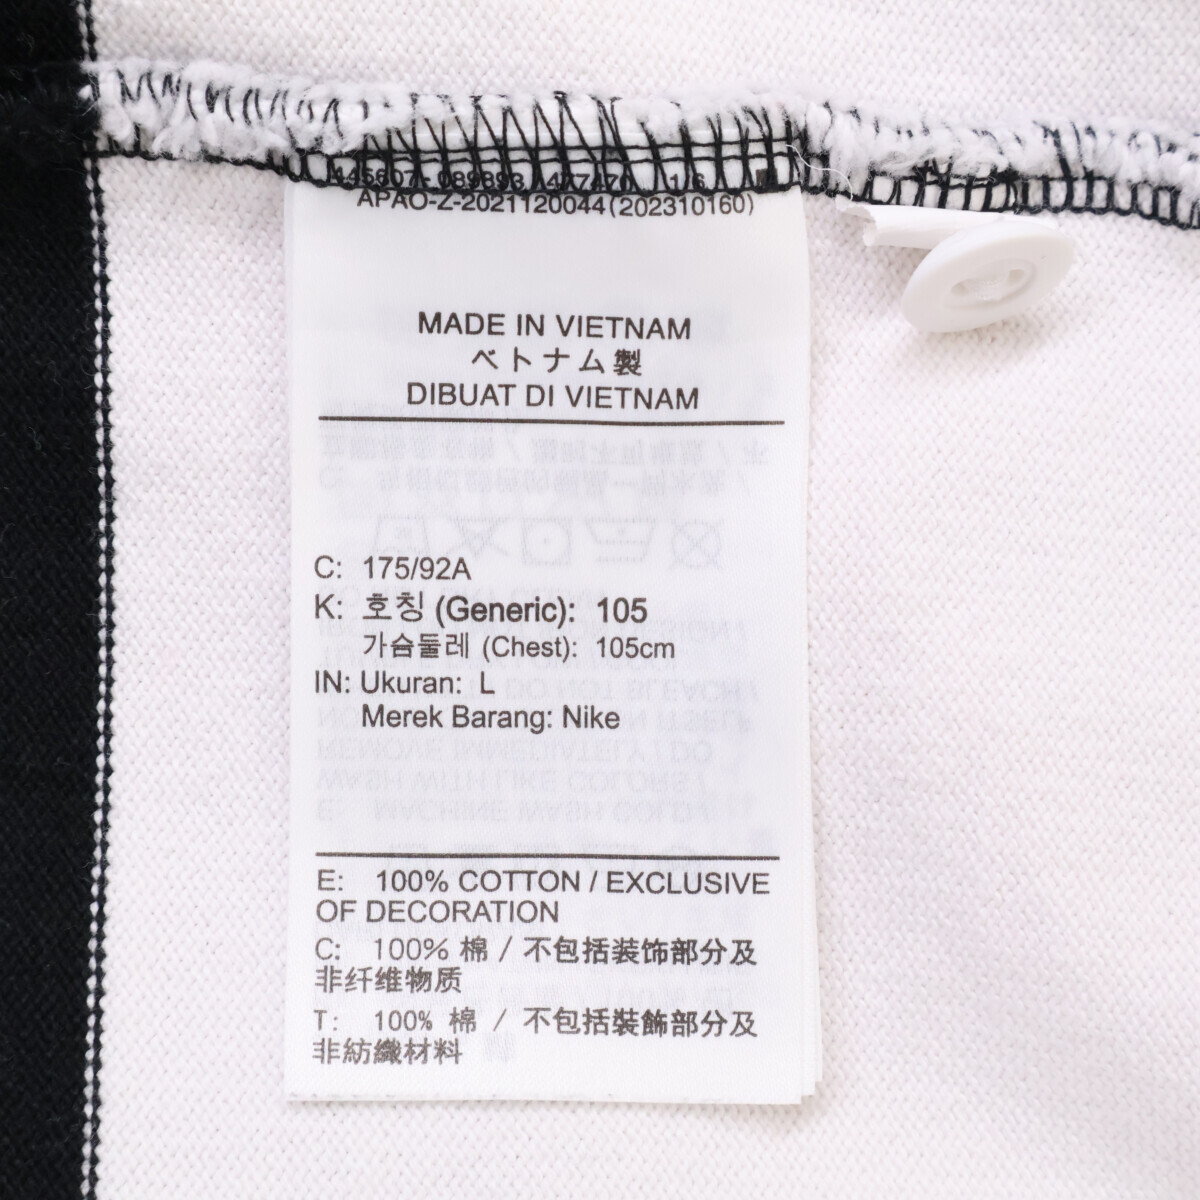 APAO-Z-2021120044(202310160)
MADE IN VIETNAM
ベトナム製
DIBUAT DI VIETNAM
C: 175/92A
K: 호칭 (Generic): 105
가슴둘레 (Chest): 105cm
IN: Ukuran: L
Merek Barang: Nike
E: 100% COTTON / EXCLUSIVE
OF DECORATION
C: 100% 棉 / 不包括装饰部分及
非纤维物质
T: 100% 棉 / 不包括裝飾部分及
非紡織材料